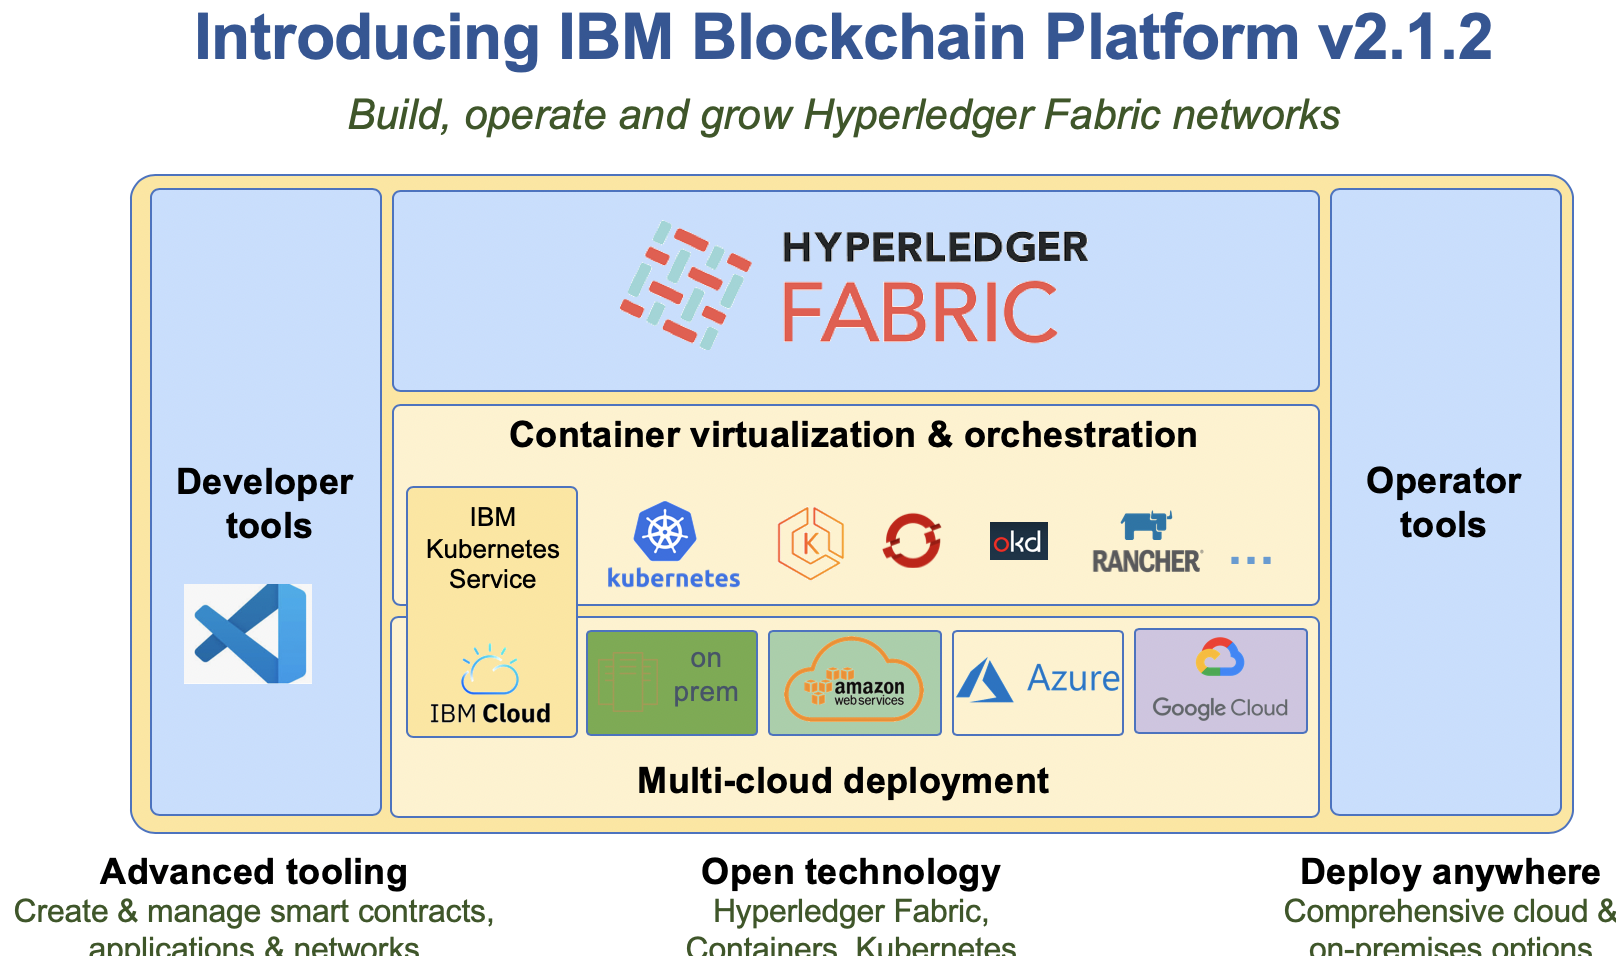 Introducing IBM Blockchain Platform v2.1.2
Build, operate and grow Hyperledger Fabric networks
Developer
tools
HYPERLEDGER
FABRIC
Container virtualization & orchestration
IBM
Kubernetes
Service
kubernetes
K
okd
RANCHER®
...
IBM Cloud
on
prem
amazon
web services
Azure
Google Cloud
Multi-cloud deployment
Operator
tools
Advanced tooling
Create & manage smart contracts,
applications & networks
Open technology
Hyperledger Fabric,
Containers, Kubernetes
Deploy anywhere
Comprehensive cloud &
on-premises options